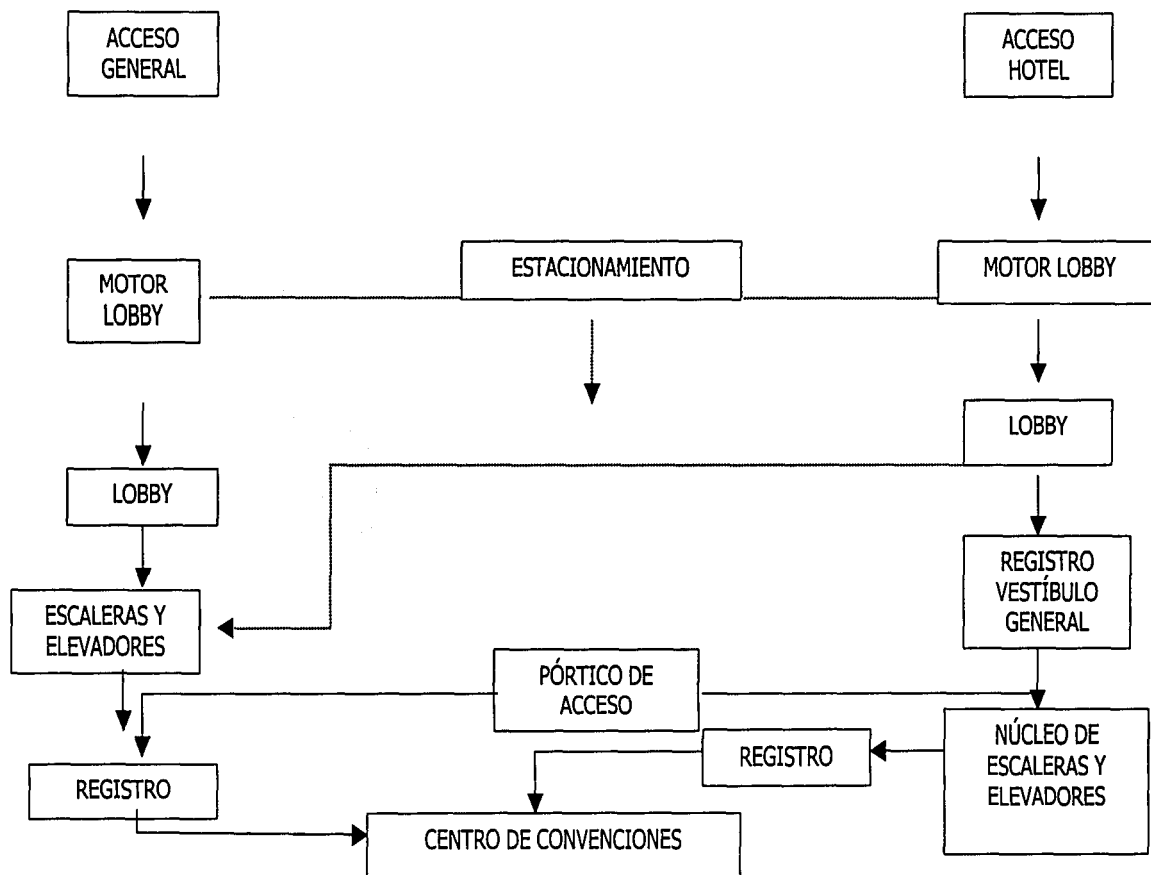 ACCESO
GENERAL
ACCESO
HOTEL
MOTOR
LOBBY
ESTACIONAMIENTO
MOTOR LOBBY
LOBBY
LOBBY
ESCALERAS Y
ELEVADORES
REGISTRO
VESTÍBULO
GENERAL
PÓRTICO DE
ACCESO
REGISTRO
REGISTRO
NÚCLEO DE
ESCALERAS Y
ELEVADORES
CENTRO DE CONVENCIONES